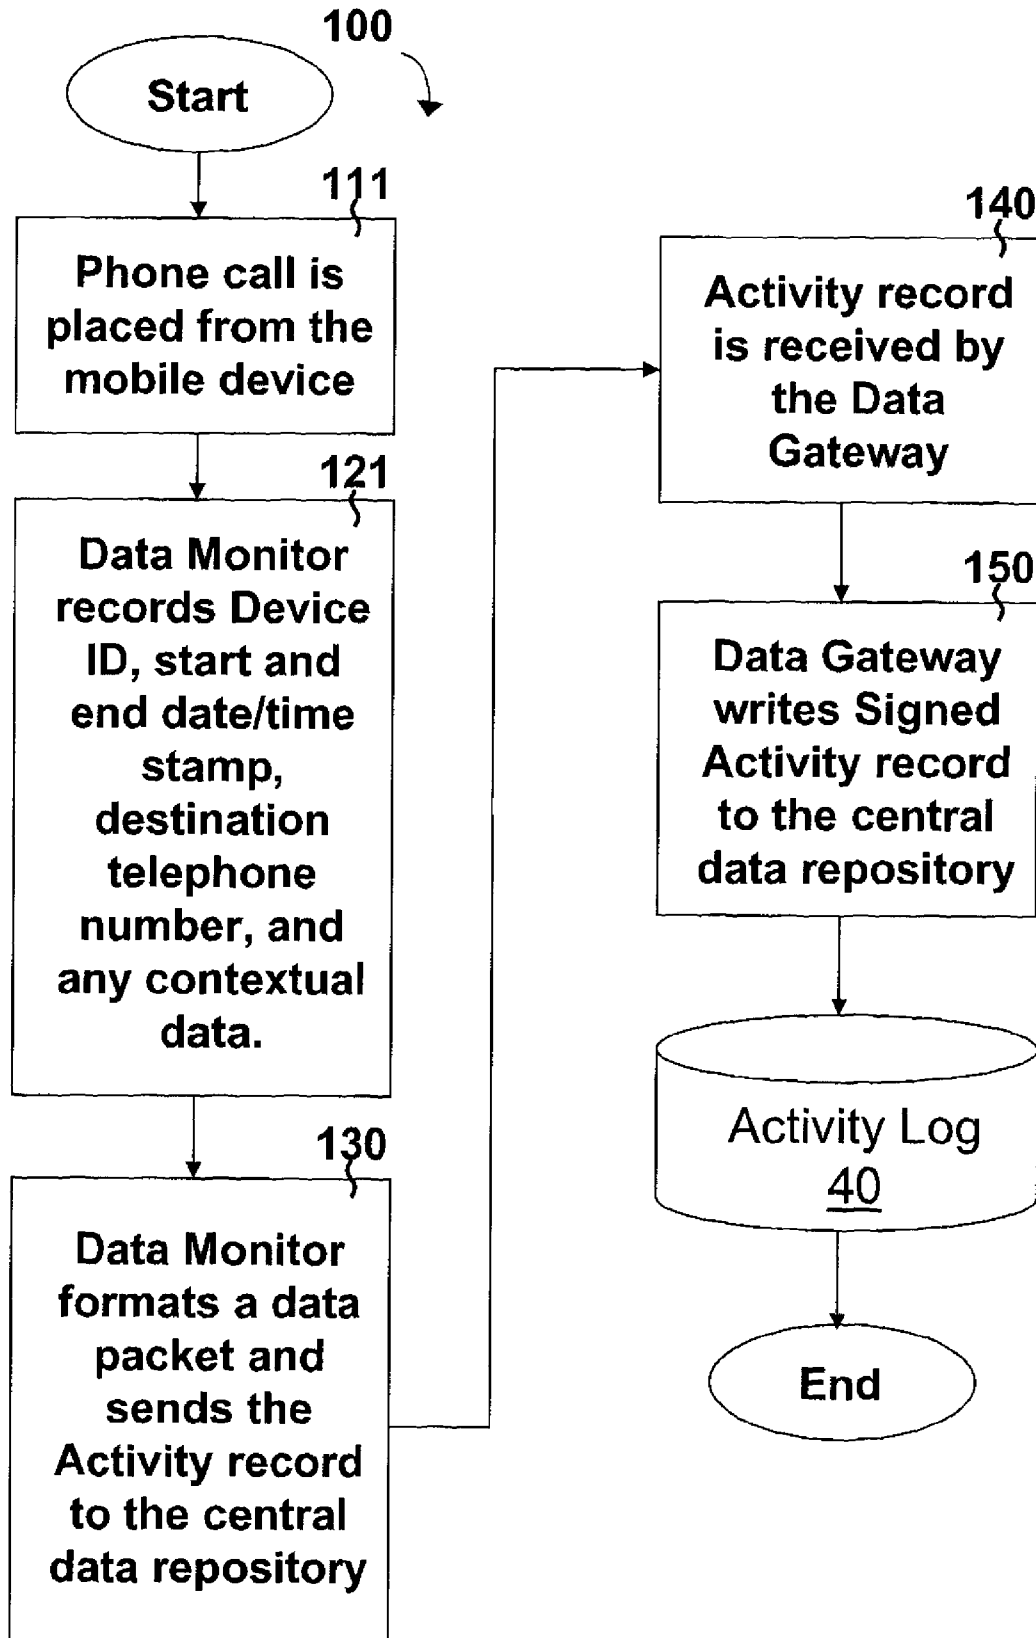 100
Start
111
Phone call is
placed from the
mobile device
121
Data Monitor
records Device
ID, start and
end date/time
stamp,
destination
telephone
number, and
any contextual
data.
130
Data Monitor
formats a data
packet and
sends the
Activity record
to the central
data repository
140
Activity record
is received by
the Data
Gateway
150
Data Gateway
writes Signed
Activity record
to the central
data repository
Activity Log
40
End